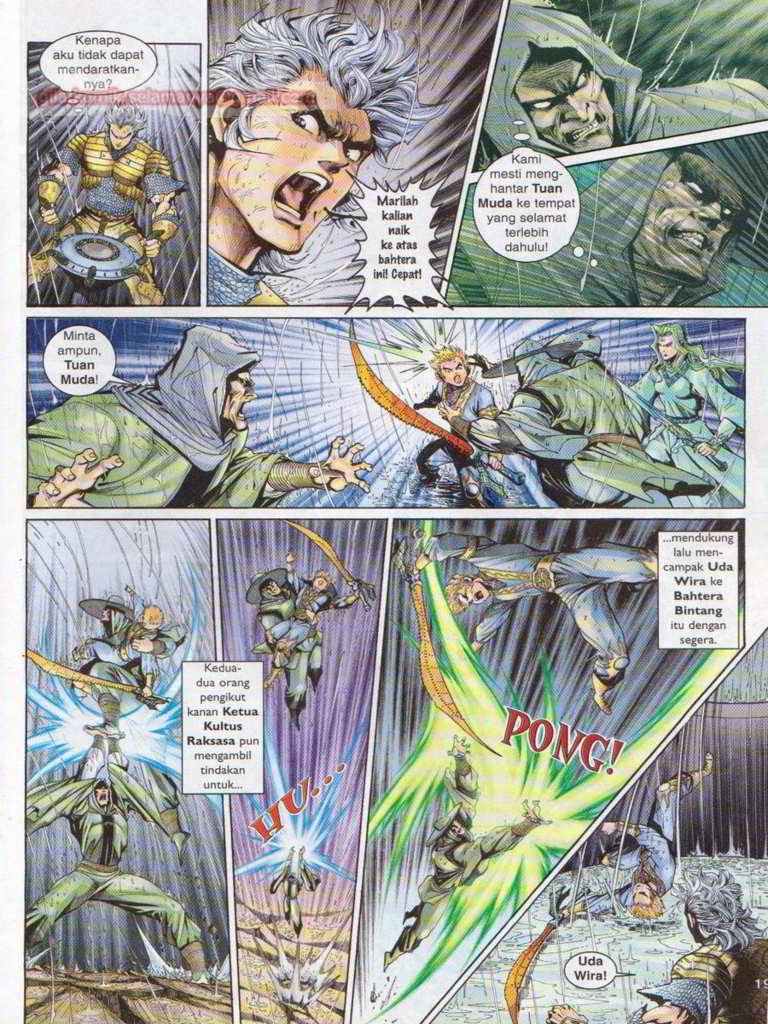 Kenapa
aku tidak dapat
mendaratkan-
nya?
Marilah
kalian
naik
ke atas
bahtera
ini! Cepat!
Kami
mesti meng-
hantar Tuan
Muda ke tempat
yang selamat
terlebih
dahulu!
Minta
ampun,
Tuan
Muda!
Kedua-
dua orang
pengikut
kanan Ketua
Kultus
Raksasa pun
mengambil
tindakan
untuk...
HU...
...mendukung
lalu men-
campak Uda
Wira ke
Bahtera
Bintang
itu dengan
segera.
PONG!
Uda
Wira!
19